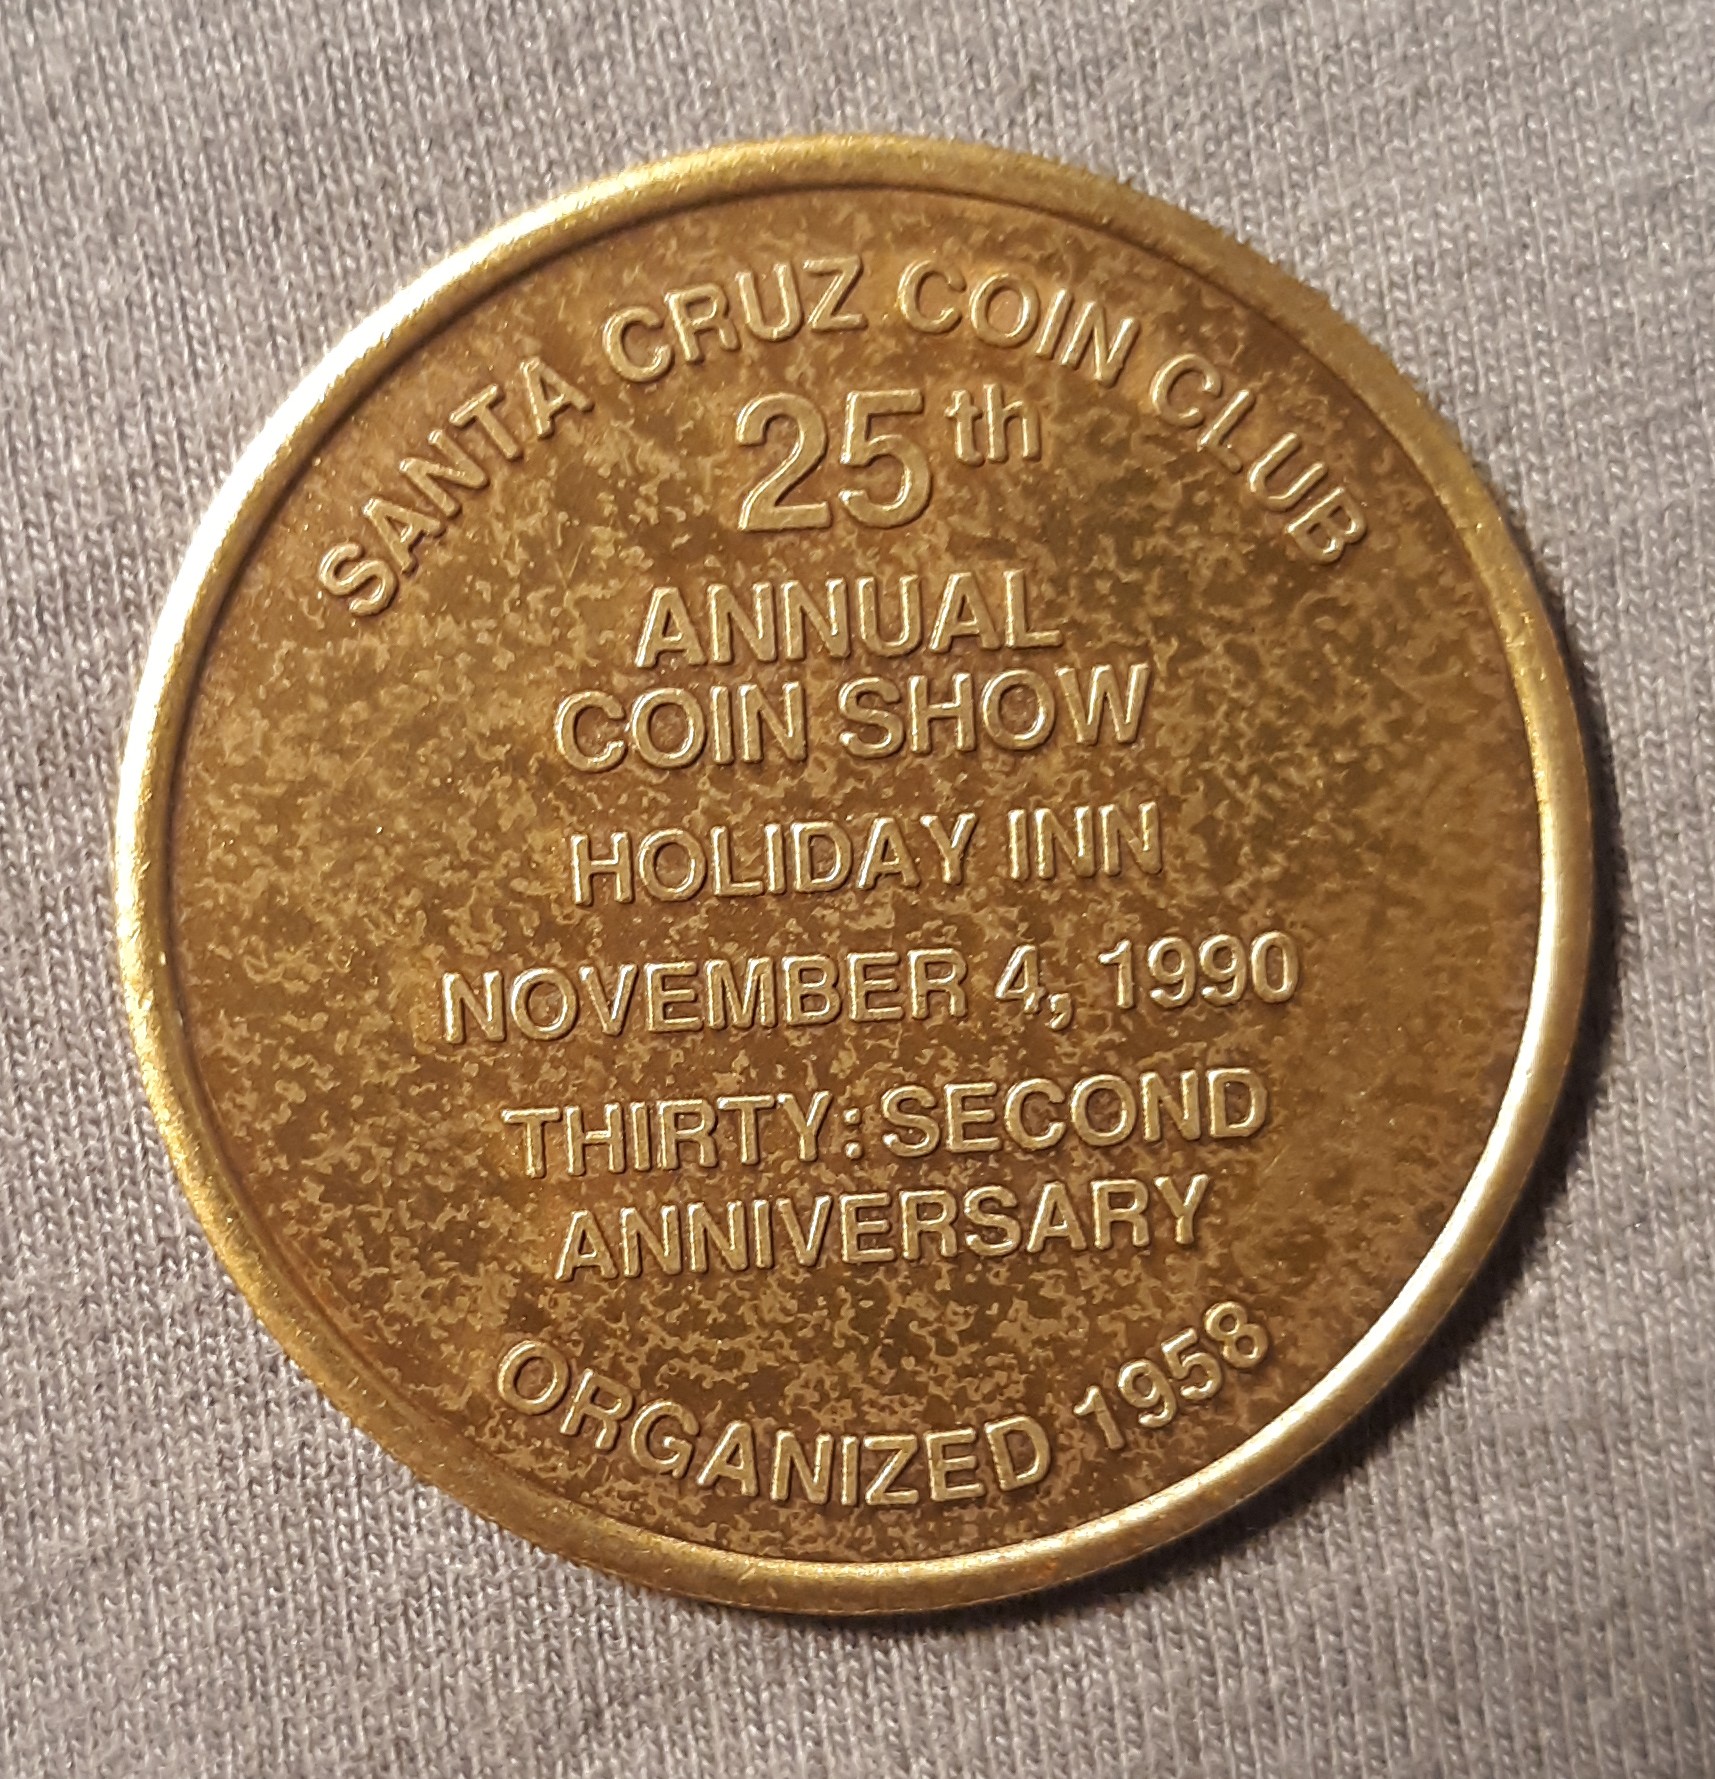 SANTA CRUZ COIN CLUB
25th
ANNUAL
COIN SHOW
HOLIDAY INN
NOVEMBER 4, 1990
THIRTY:SECOND
ANNIVERSARY
ORGANIZED 1958